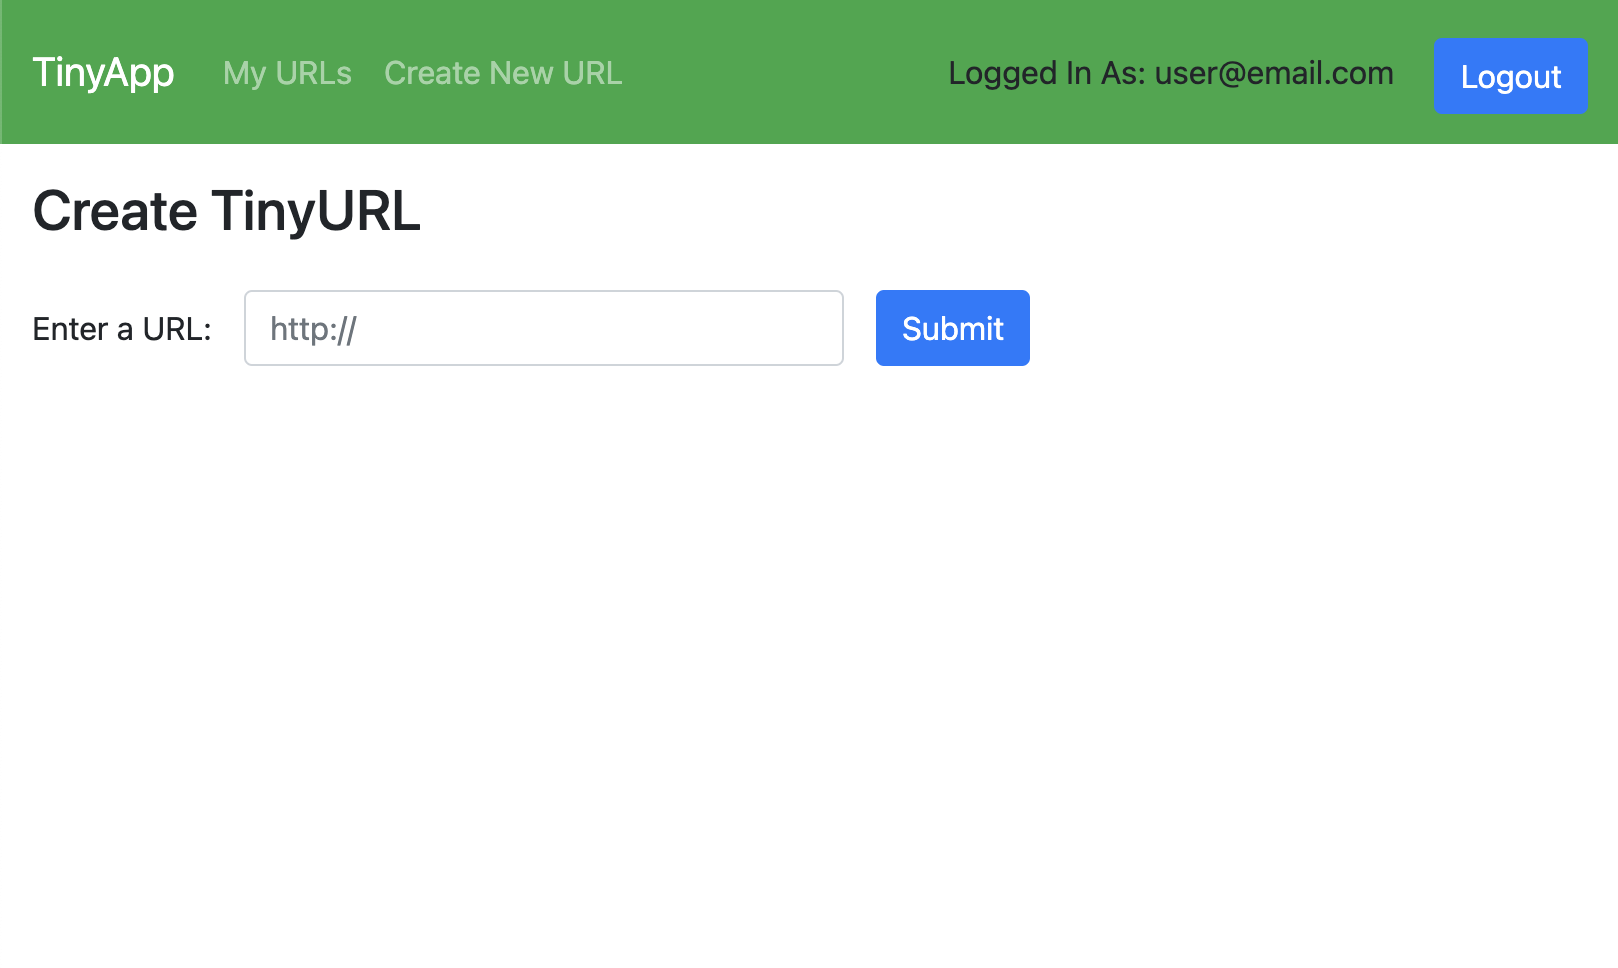 TinyApp My URLs Create New URL Logged In As: user@email.com Logout
Create TinyURL
Enter a URL: http:// Submit